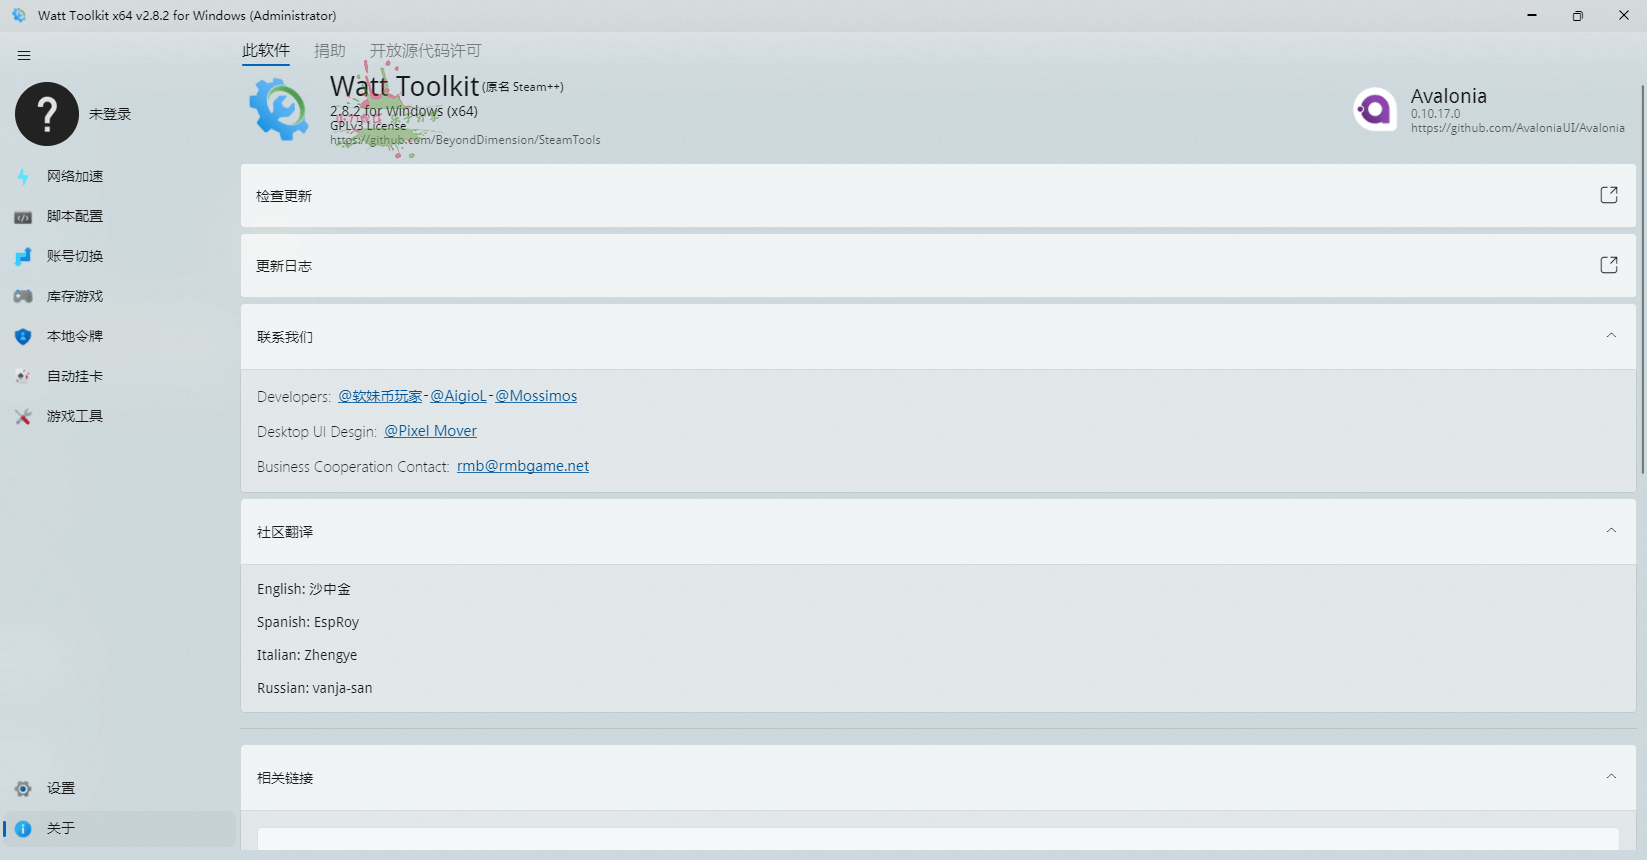 Watt Toolkit x64 v2.8.2 for Windows (Administrator)
未登录
网络加速
脚本配置
账号切换
库存游戏
本地令牌
自动挂卡
游戏工具
设置
关于
此软件 捐助 开放源代码许可
Watt Toolkit (原名 Steam++)
2.8.2 for Windows (x64)
GPLv3 License
https://github.com/BeyondDimension/SteamTools
Avalonia
0.10.17.0
https://github.com/AvaloniaUI/Avalonia
检查更新
更新日志
联系我们
Developers: @软妹币玩家-@AigioL-@Mossimos
Desktop UI Desgin: @Pixel Mover
Business Cooperation Contact: rmb@rmbgame.net
社区翻译
English: 沙中金
Spanish: EspRoy
Italian: Zhengye
Russian: vanja-san
相关链接